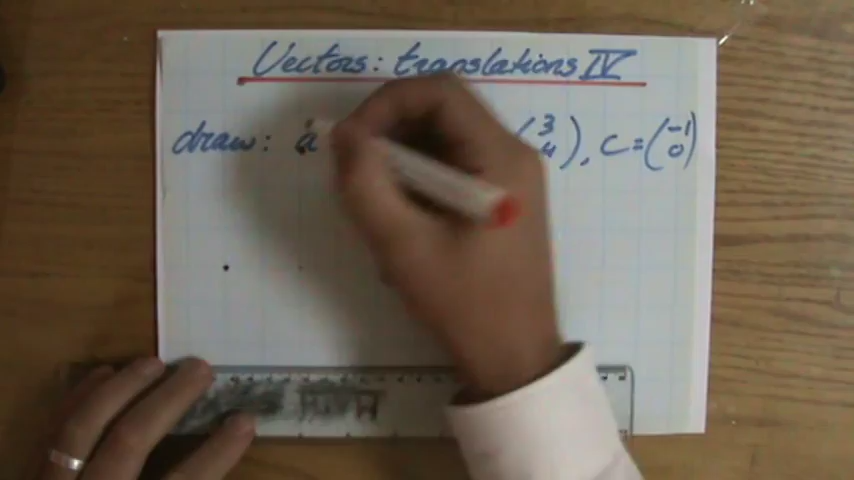 Vectors: translations IV
draw: a (3 4), c=(-1 0)